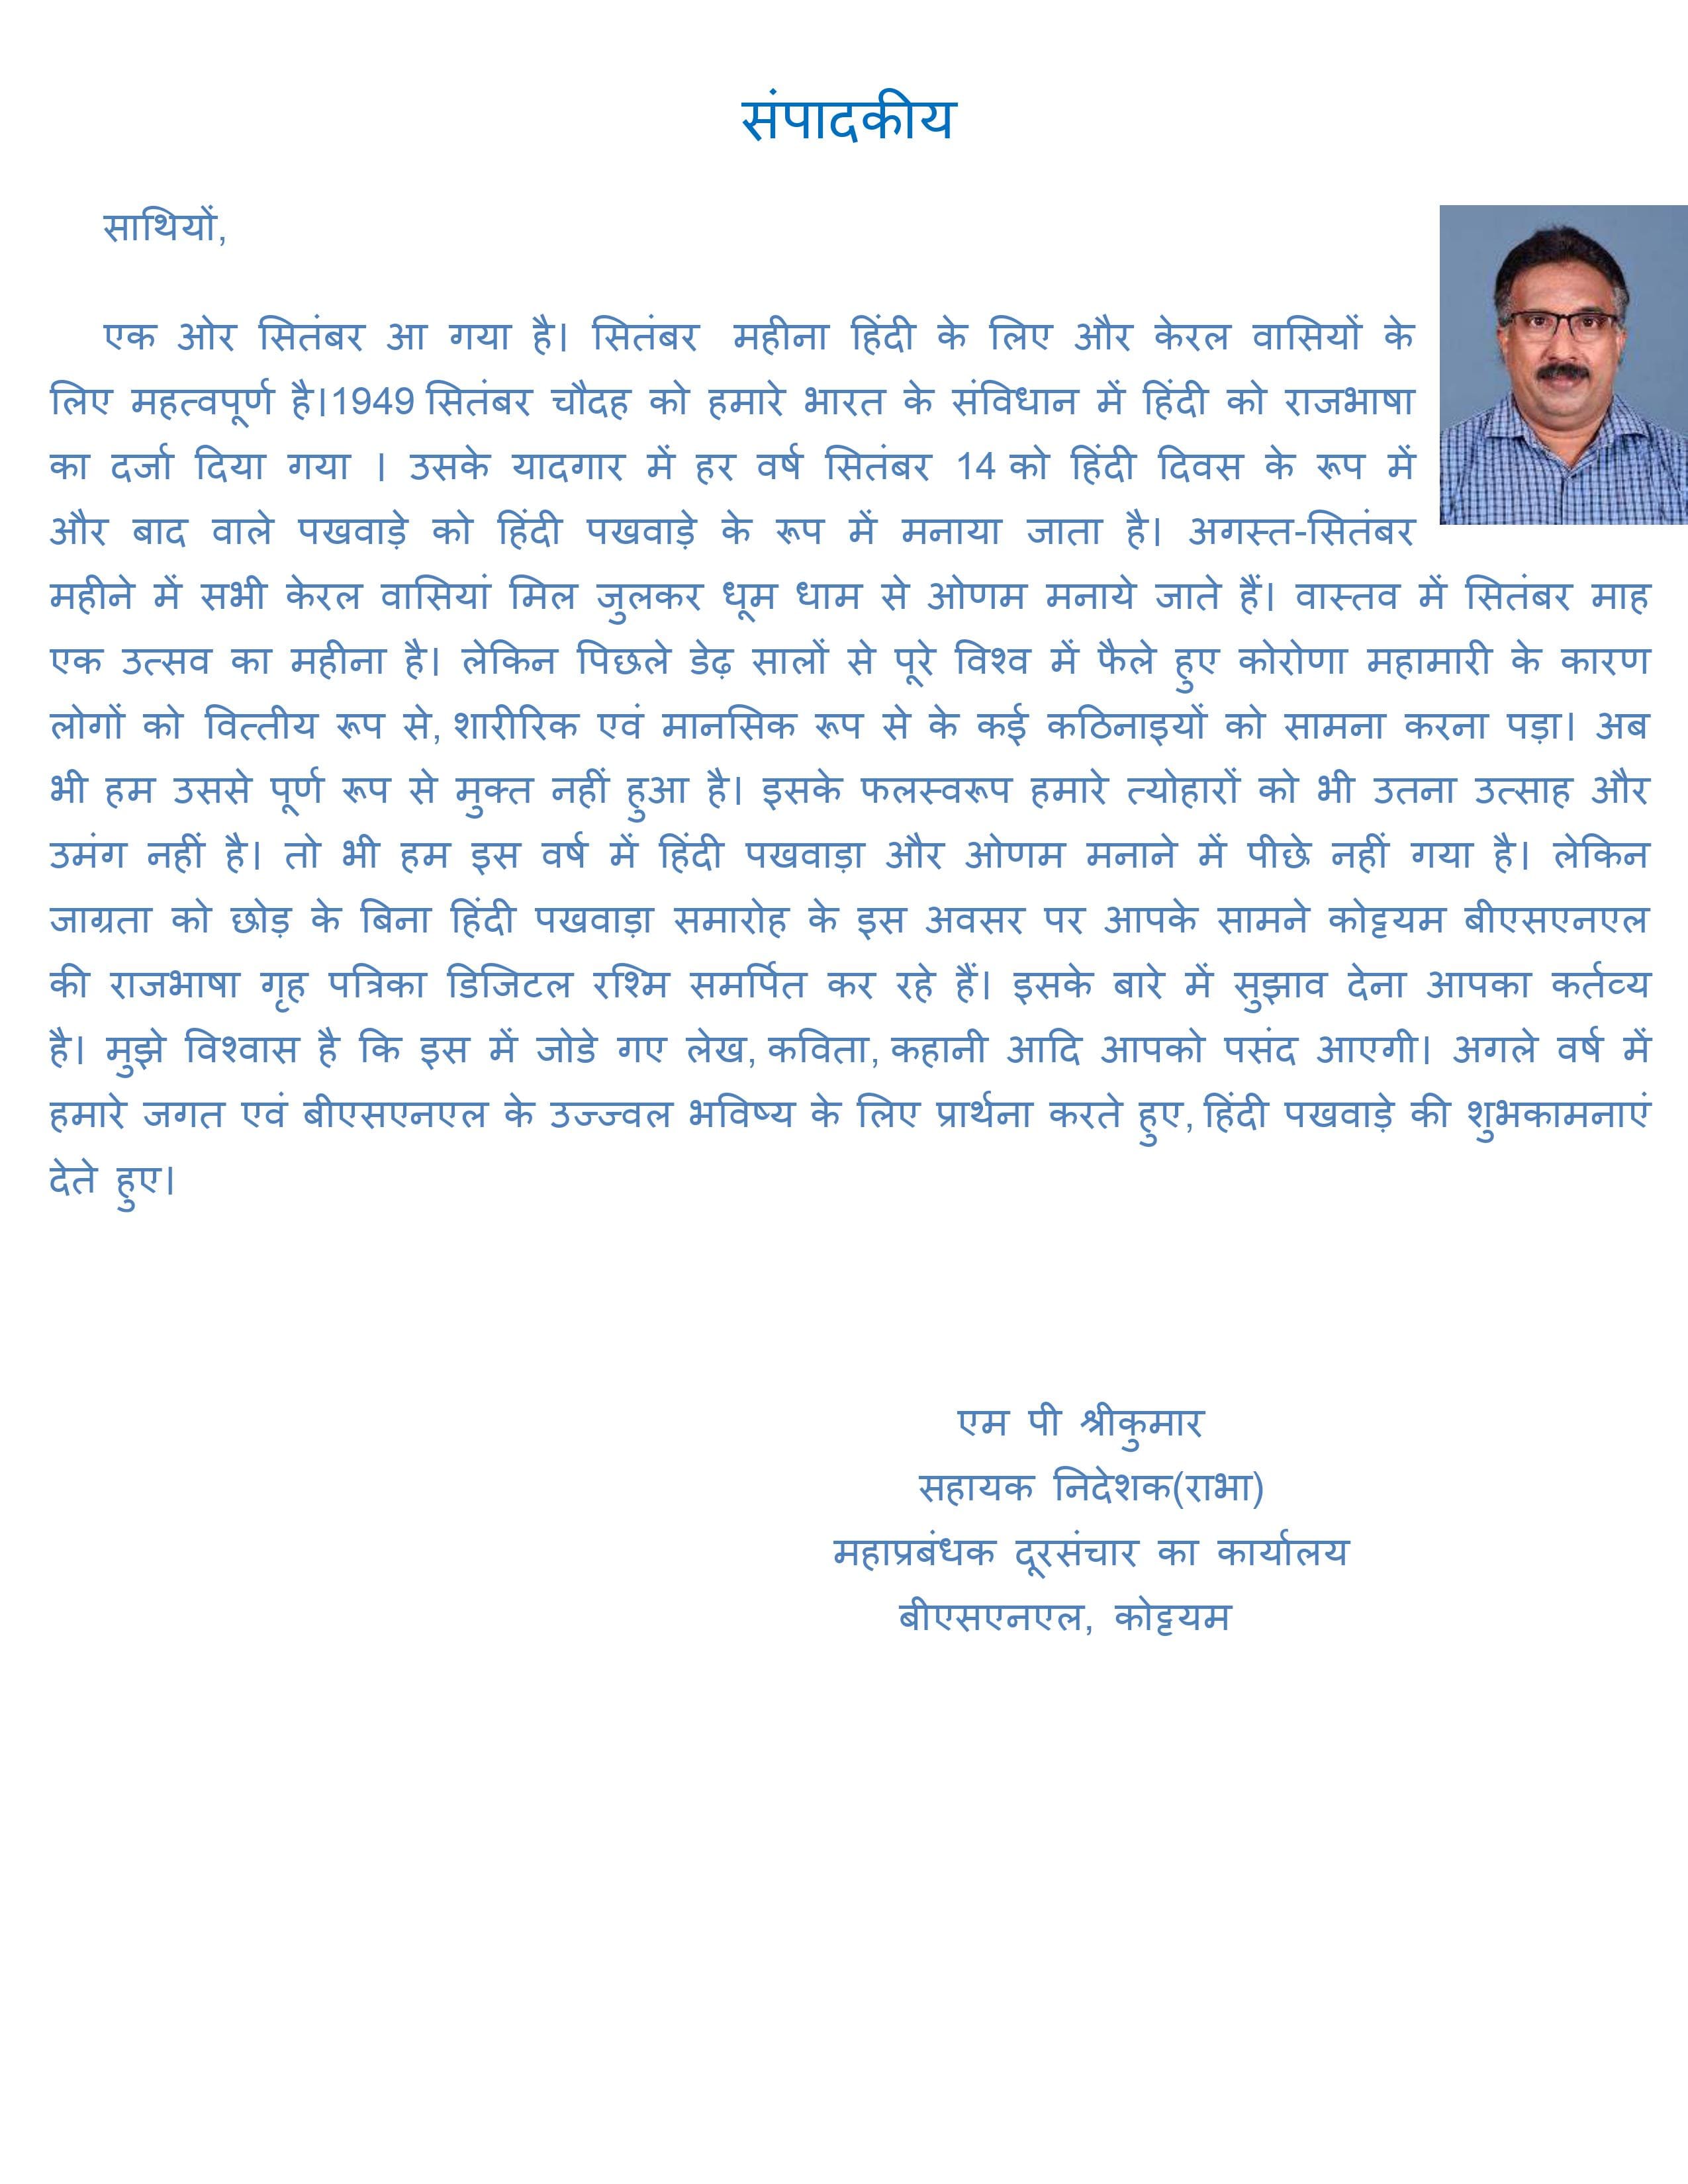 संपादकीय
साथियों,
एक ओर सितंबर आ गया है। सितंबर महीना हिंदी के लिए और केरल वासियों के
लिए महत्वपूर्ण है।1949 सितंबर चौदह को हमारे भारत के संविधान में हिंदी को राजभाषा
का दर्जा दिया गया । उसके यादगार में हर वर्ष सितंबर 14 को हिंदी दिवस के रूप में
और बाद वाले पखवाड़े को हिंदी पखवाड़े के रूप में मनाया जाता है। अगस्त-सितंबर
महीने में सभी केरल वासियां मिल जुलकर धूम धाम से ओणम मनाये जाते हैं। वास्तव में सितंबर माह
एक उत्सव का महीना है। लेकिन पिछले डेढ़ सालों से पूरे विश्व में फैले हुए कोरोणा महामारी के कारण
लोगों को वित्तीय रूप से, शारीरिक एवं मानसिक रूप से के कई कठिनाइयों को सामना करना पड़ा। अब
भी हम उससे पूर्ण रूप से मुक्त नहीं हुआ है। इसके फलस्वरूप हमारे त्योहारों को भी उतना उत्साह और
उमंग नहीं है। तो भी हम इस वर्ष में हिंदी पखवाड़ा और ओणम मनाने में पीछे नहीं गया है। लेकिन
जाग्रता को छोड़ के बिना हिंदी पखवाड़ा समारोह के इस अवसर पर आपके सामने कोट्टयम बीएसएनएल
की राजभाषा गृह पत्रिका डिजिटल रश्मि समर्पित कर रहे हैं। इसके बारे में सुझाव देना आपका कर्तव्य
है। मुझे विश्वास है कि इस में जोडे गए लेख, कविता, कहानी आदि आपको पसंद आएगी। अगले वर्ष में
हमारे जगत एवं बीएसएनएल के उज्ज्वल भविष्य के लिए प्रार्थना करते हुए, हिंदी पखवाड़े की शुभकामनाएं
देते हुए।
एम पी श्रीकुमार
सहायक निदेशक(राभा)
महाप्रबंधक दूरसंचार का कार्यालय
बीएसएनएल, कोट्टयम